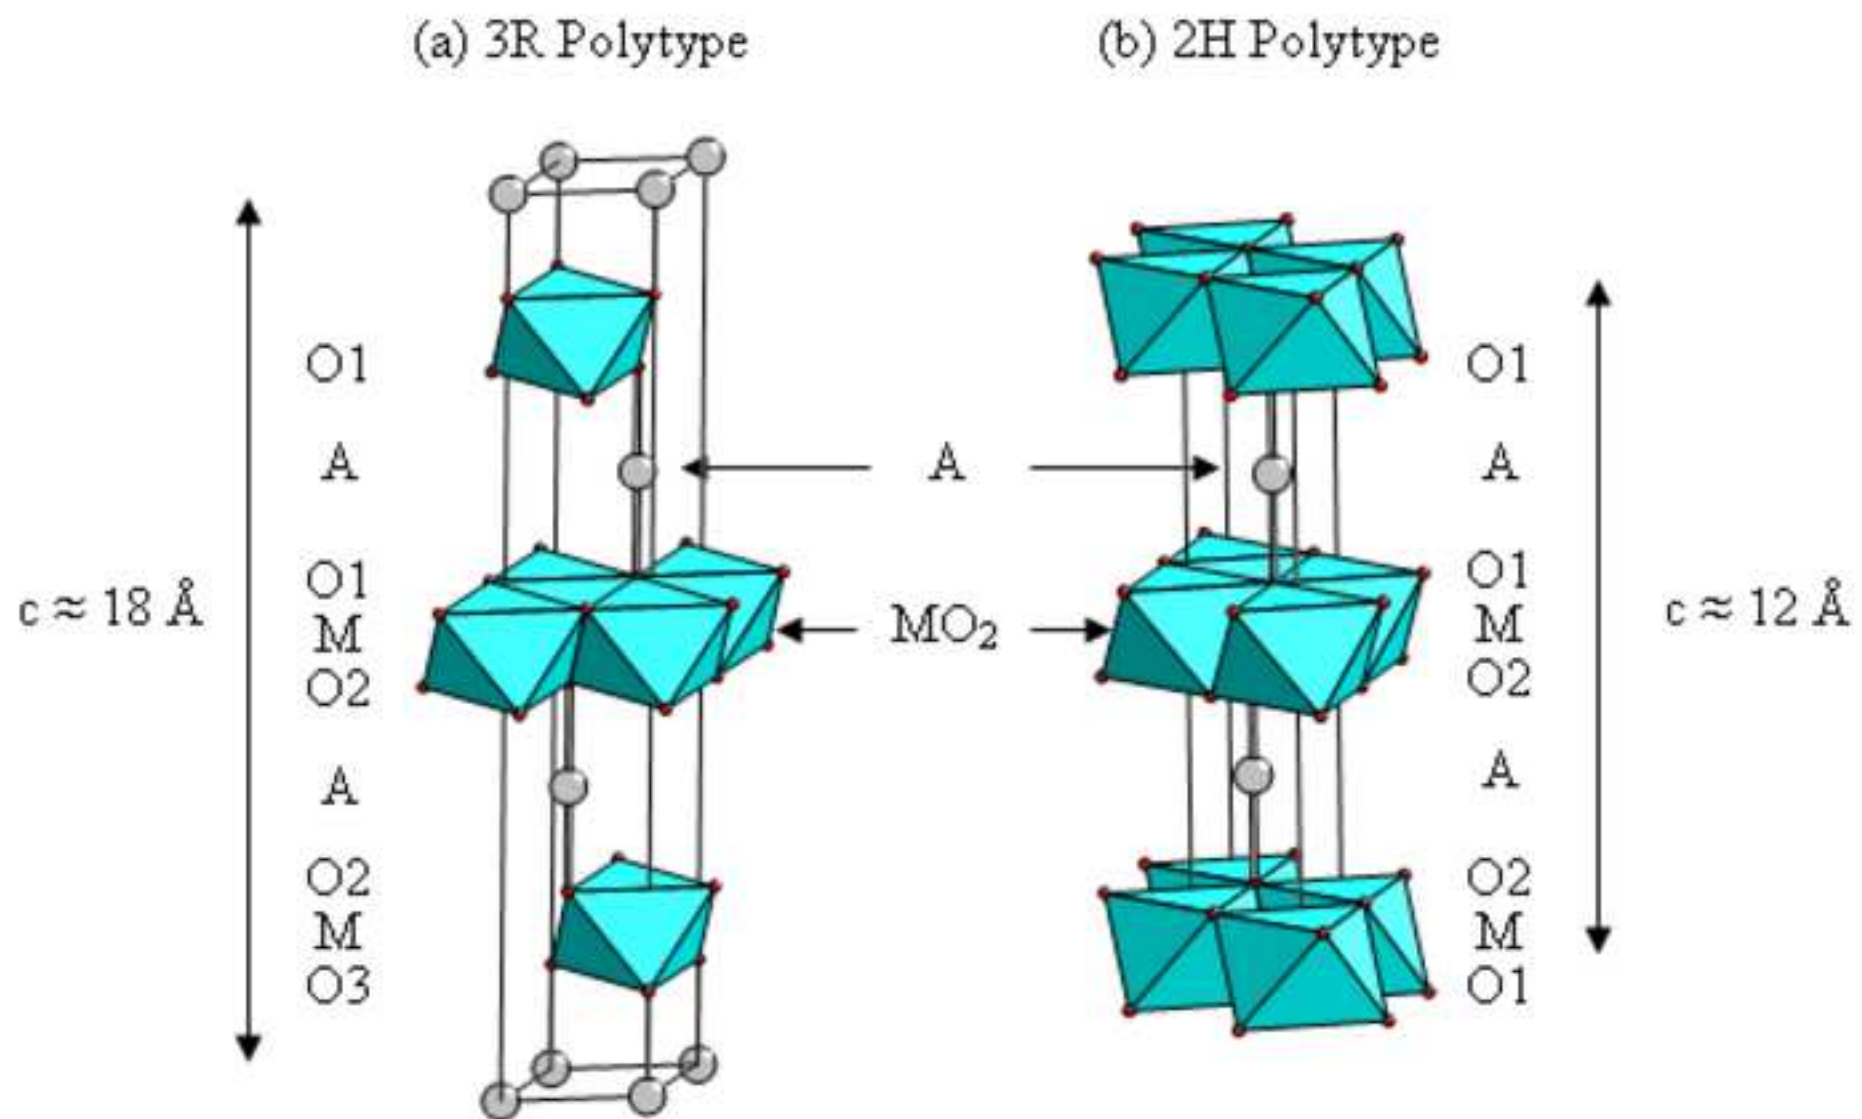 (a) 3R Polytype
(b) 2H Polytype
O1
O1
A
A
A
O1
O1
c ≈ 18 Å
M
MO₂
M
c ≈ 12 Å
O2
O2
A
A
O2
O2
M
M
O3
O1